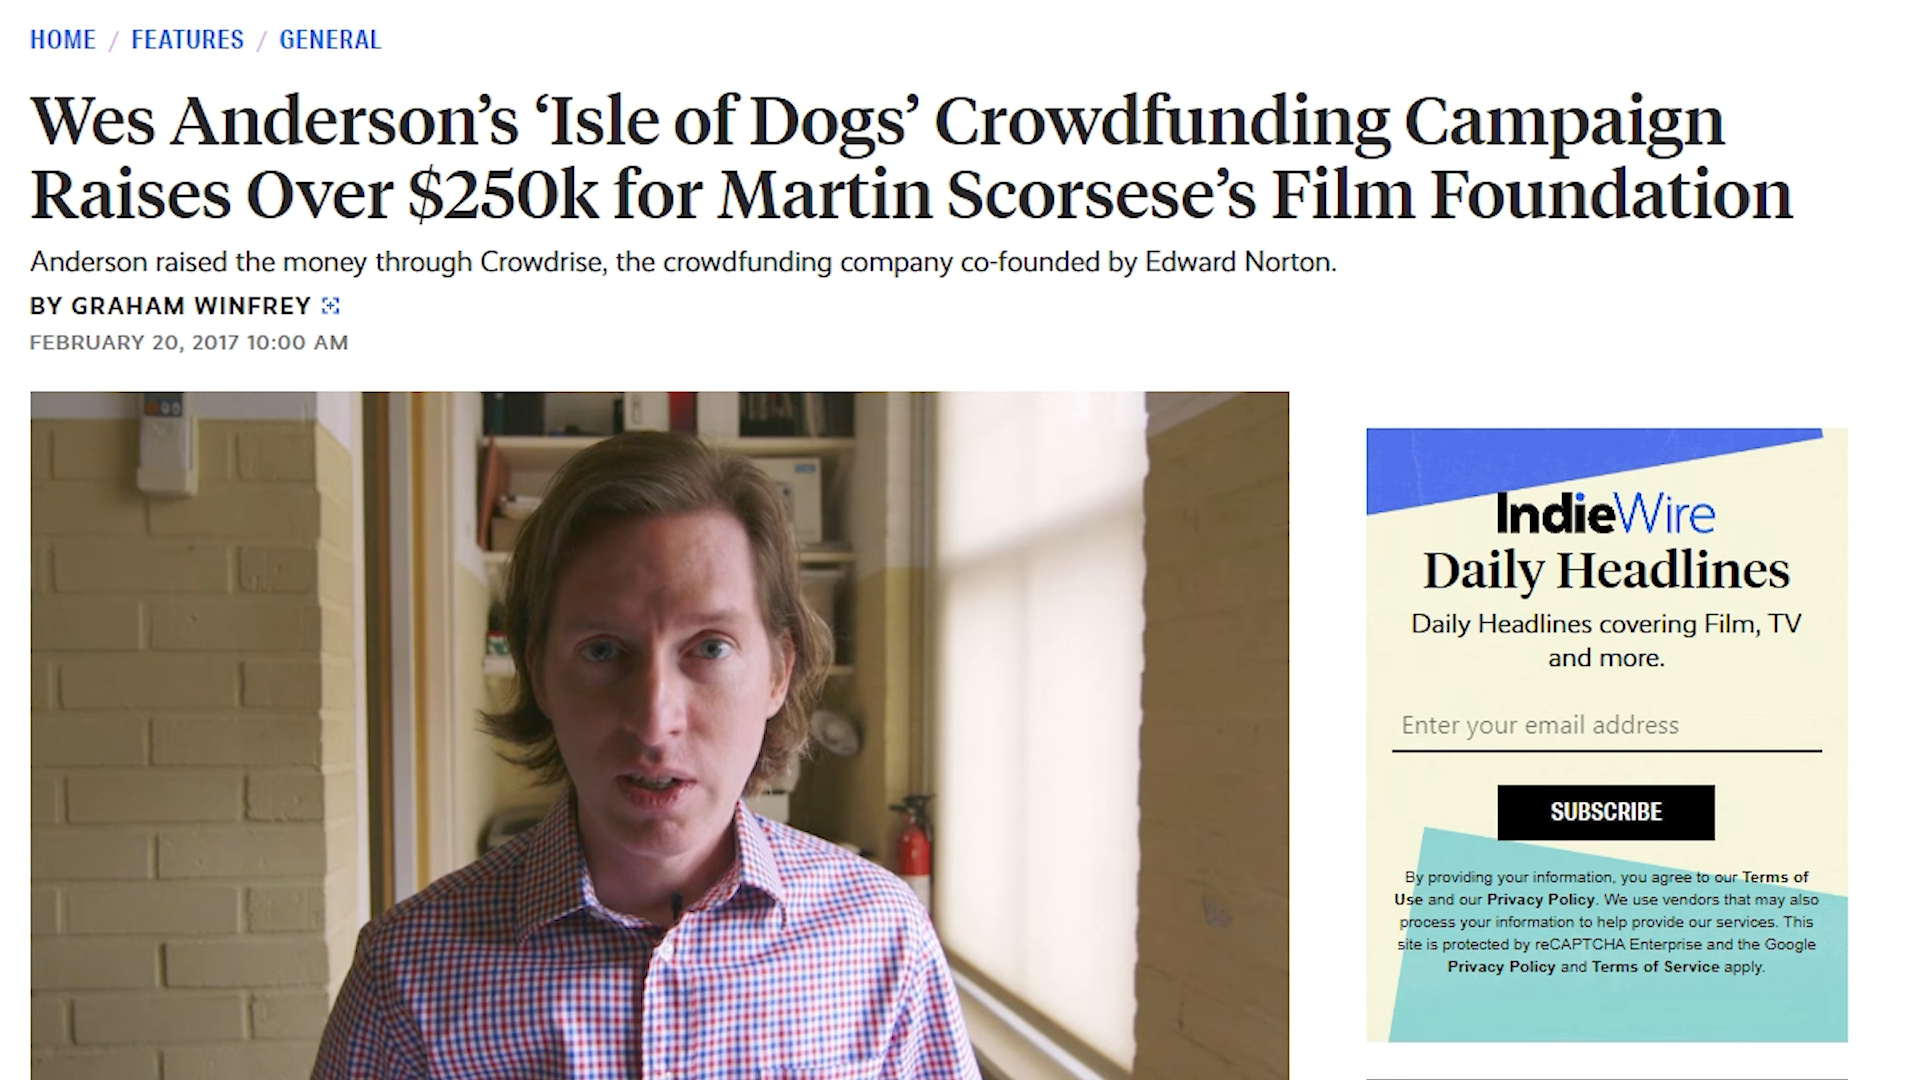 HOME / FEATURES / GENERAL
Wes Anderson’s ‘Isle of Dogs’ Crowdfunding Campaign
Raises Over $250k for Martin Scorsese’s Film Foundation
Anderson raised the money through Crowdrise, the crowdfunding company co-founded by Edward Norton.
BY GRAHAM WINFREY
FEBRUARY 20, 2017 10:00 AM
IndieWire
Daily Headlines
Daily Headlines covering Film, TV
and more.
Enter your email address
SUBSCRIBE
By providing your information, you agree to our Terms of
Use and our Privacy Policy. We use vendors that may also
process your information to help provide our services. This
site is protected by reCAPTCHA Enterprise and the Google
Privacy Policy and Terms of Service apply.